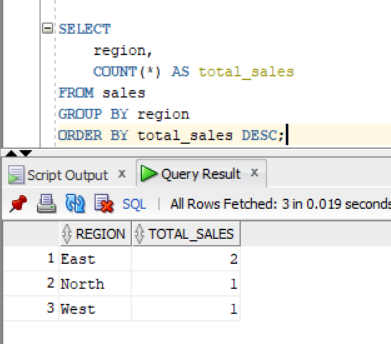 SELECT
region,
COUNT(*) AS total_sales
FROM sales
GROUP BY region
ORDER BY total_sales DESC;
Script Output x Query Result x
SQL | All Rows Fetched: 3 in 0.019 seconds
REGION TOTAL_SALES
1 East 2
2 North 1
3 West 1